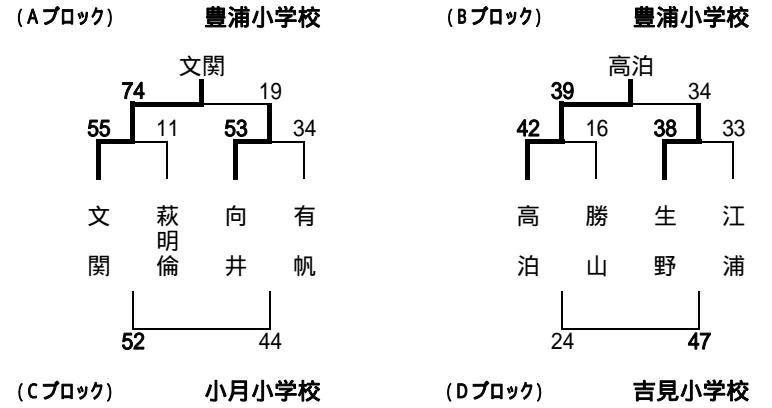 (Aブロック) 豊浦小学校 (Bブロック) 豊浦小学校
文関 高泊
74 19 39 34
55 11 53 34 42 16 38 33
文関 萩明倫 向井 有帆 高泊 勝山 生野 江浦
52 44 24 47
(Cブロック) 小月小学校 (Dブロック) 吉見小学校